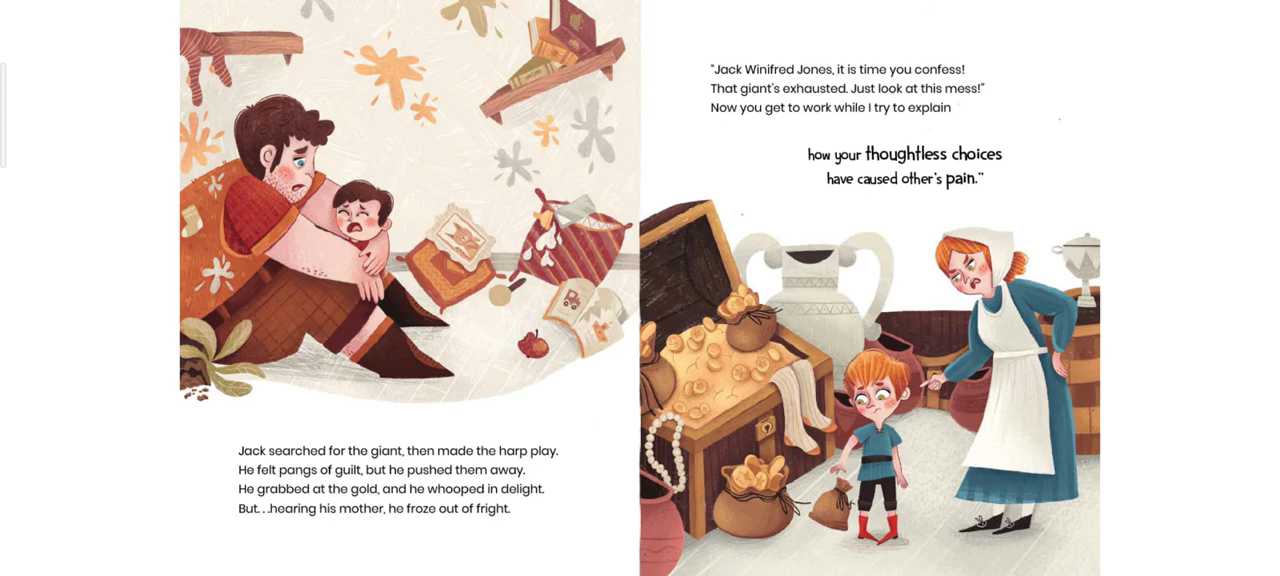 Jack searched for the giant, then made the harp play.
He felt pangs of guilt, but he pushed them away.
He grabbed at the gold, and he whooped in delight.
But. . .hearing his mother, he froze out of fright.
"Jack Winifred Jones, it is time you confess!
That giant's exhausted. Just look at this mess!"
Now you get to work while I try to explain
how your thoughtless choices
have caused other's pain."